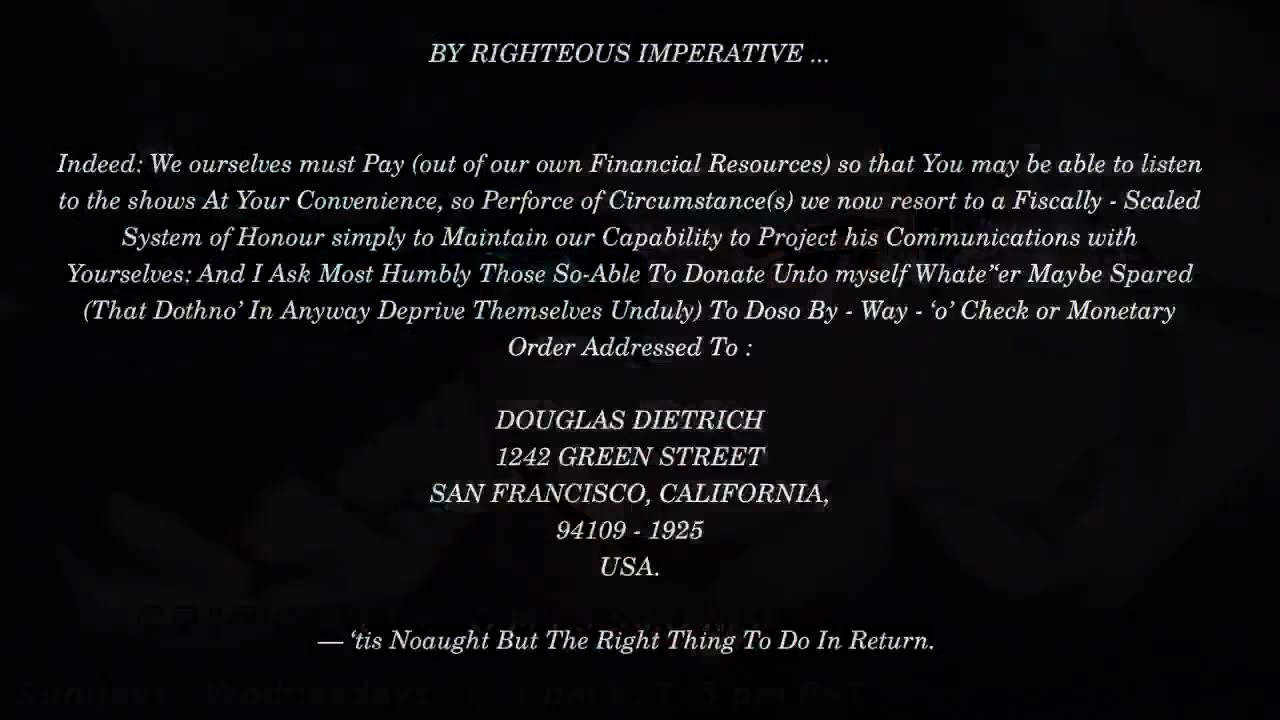 BY RIGHTEOUS IMPERATIVE ...
Indeed: We ourselves must Pay (out of our own Financial Resources) so that You may be able to listen
to the shows At Your Convenience, so Perforce of Circumstance(s) we now resort to a Fiscally - Scaled
System of Honour simply to Maintain our Capability to Project his Communications with
Yourselves: And I Ask Most Humbly Those So-Able To Donate Unto myself Whate”er Maybe Spared
(That Dothno’ In Anyway Deprive Themselves Unduly) To Doso By - Way - ‘o’ Check or Monetary
Order Addressed To :
DOUGLAS DIETRICH
1242 GREEN STREET
SAN FRANCISCO, CALIFORNIA,
94109 - 1925
USA.
— ‘tis Noaught But The Right Thing To Do In Return.
Sundays Wednesdays pm pm PST